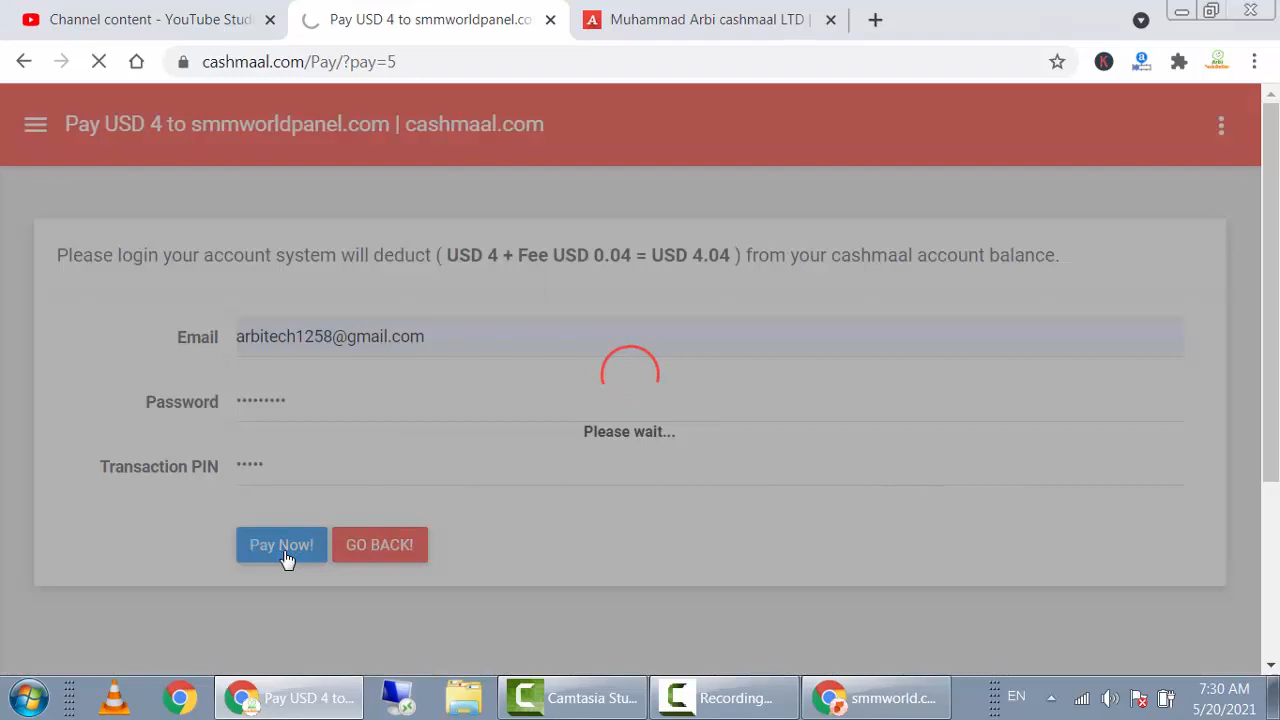 Channel content - YouTube Stud
Pay USD 4 to smmworldpanel.co
Muhammad Arbi cashmaal LTD |
cashmaal.com/Pay/?pay=5
Pay USD 4 to smmworldpanel.com | cashmaal.com
Please login your account system will deduct ( USD 4 + Fee USD 0.04 = USD 4.04 ) from your cashmaal account balance.
Email arbitech1258@gmail.com
Password •••••••••
Please wait...
Transaction PIN •••••
Pay Now! GO BACK!
Pay USD 4 to... Camtasia Stu... Recording... smmworld.c... EN 7:30 AM
5/20/2021